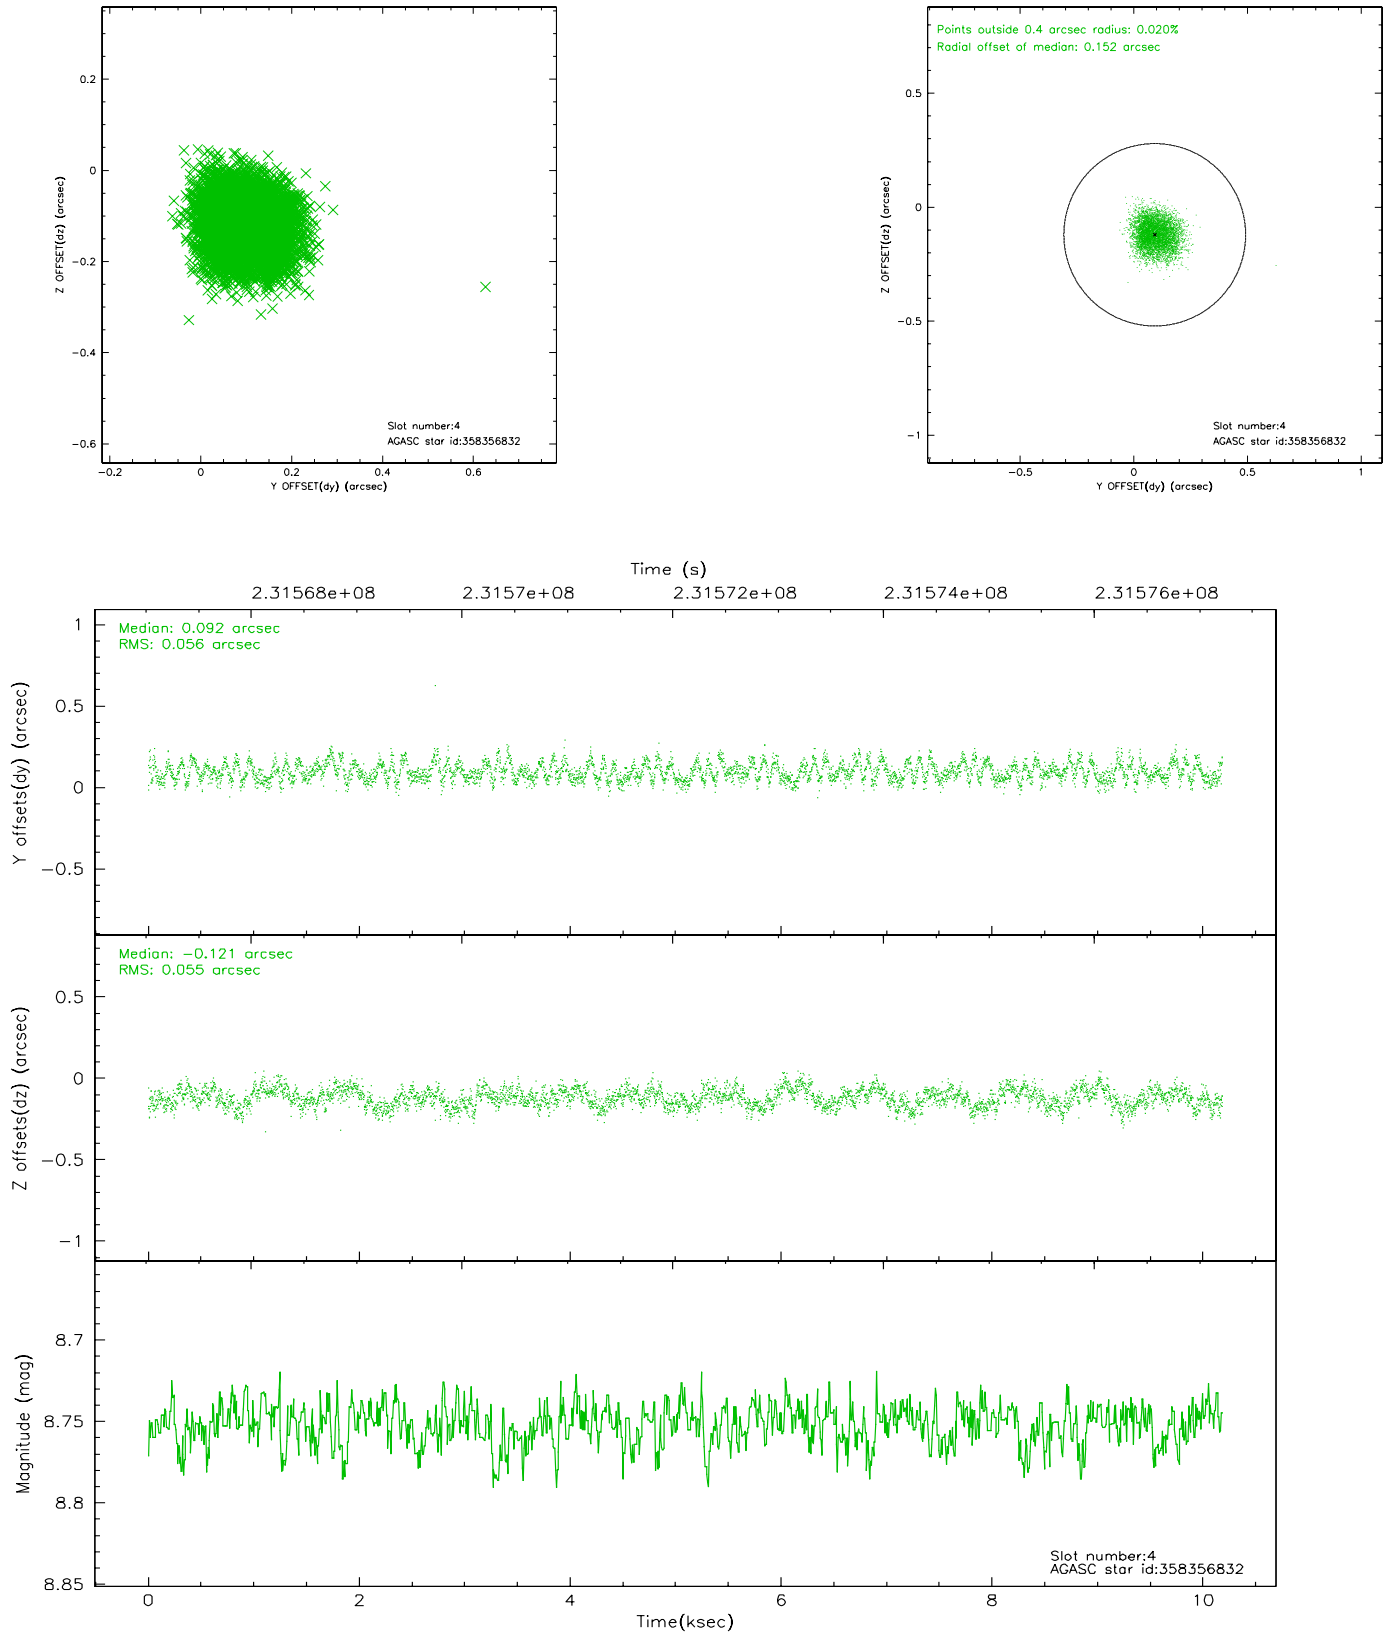 0.2
0
−0.2
−0.4
−0.6
Z OFFSET(dz) (arcsec)
Slot number:4
AGASC star id:358356832
−0.2
0
0.2
0.4
0.6
Y OFFSET(dy) (arcsec)
Points outside 0.4 arcsec radius: 0.020%
Radial offset of median: 0.152 arcsec
0.5
0
−0.5
−1
Z OFFSET(dz) (arcsec)
Slot number:4
AGASC star id:358356832
−0.5
0
0.5
1
Y OFFSET(dy) (arcsec)
Time (s)
2.31568e+08
2.3157e+08
2.31572e+08
2.31574e+08
2.31576e+08
Median: 0.092 arcsec
RMS: 0.056 arcsec
1
0.5
0
−0.5
Y offsets(dy) (arcsec)
Median: −0.121 arcsec
RMS: 0.055 arcsec
0.5
0
−0.5
−1
Z offsets(dz) (arcsec)
8.7
8.75
8.8
8.85
Magnitude (mag)
Slot number:4
AGASC star id:358356832
0
2
4
6
8
10
Time(ksec)